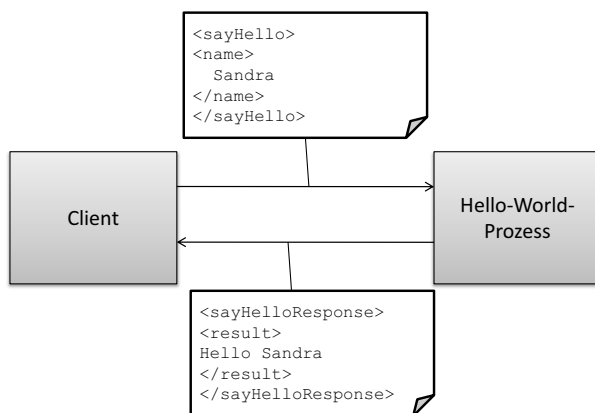 <sayHello>
<name>
  Sandra
</name>
</sayHello>
Client
Hello-World-
Prozess
<sayHelloResponse>
<result>
Hello Sandra
</result>
</sayHelloResponse>